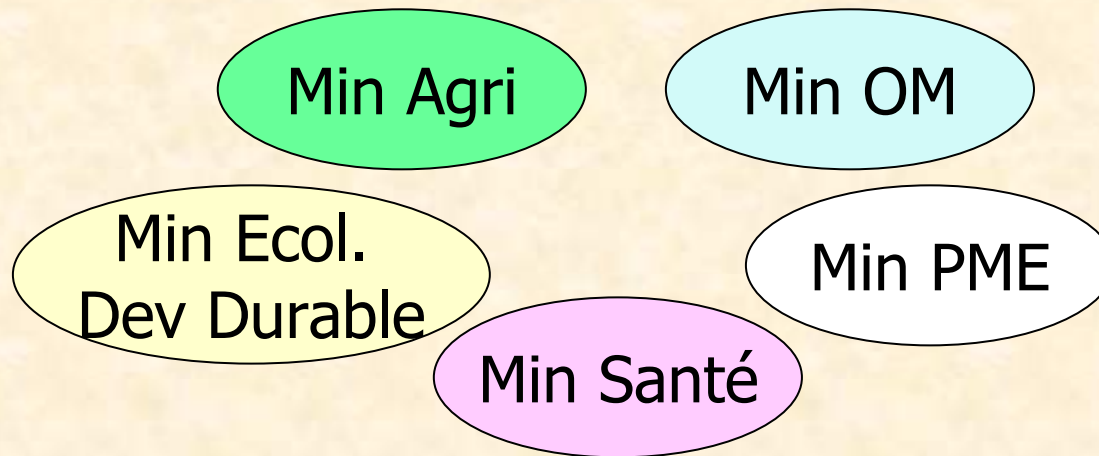 Min Agri
Min OM
Min Ecol.
Dev Durable
Min PME
Min Santé